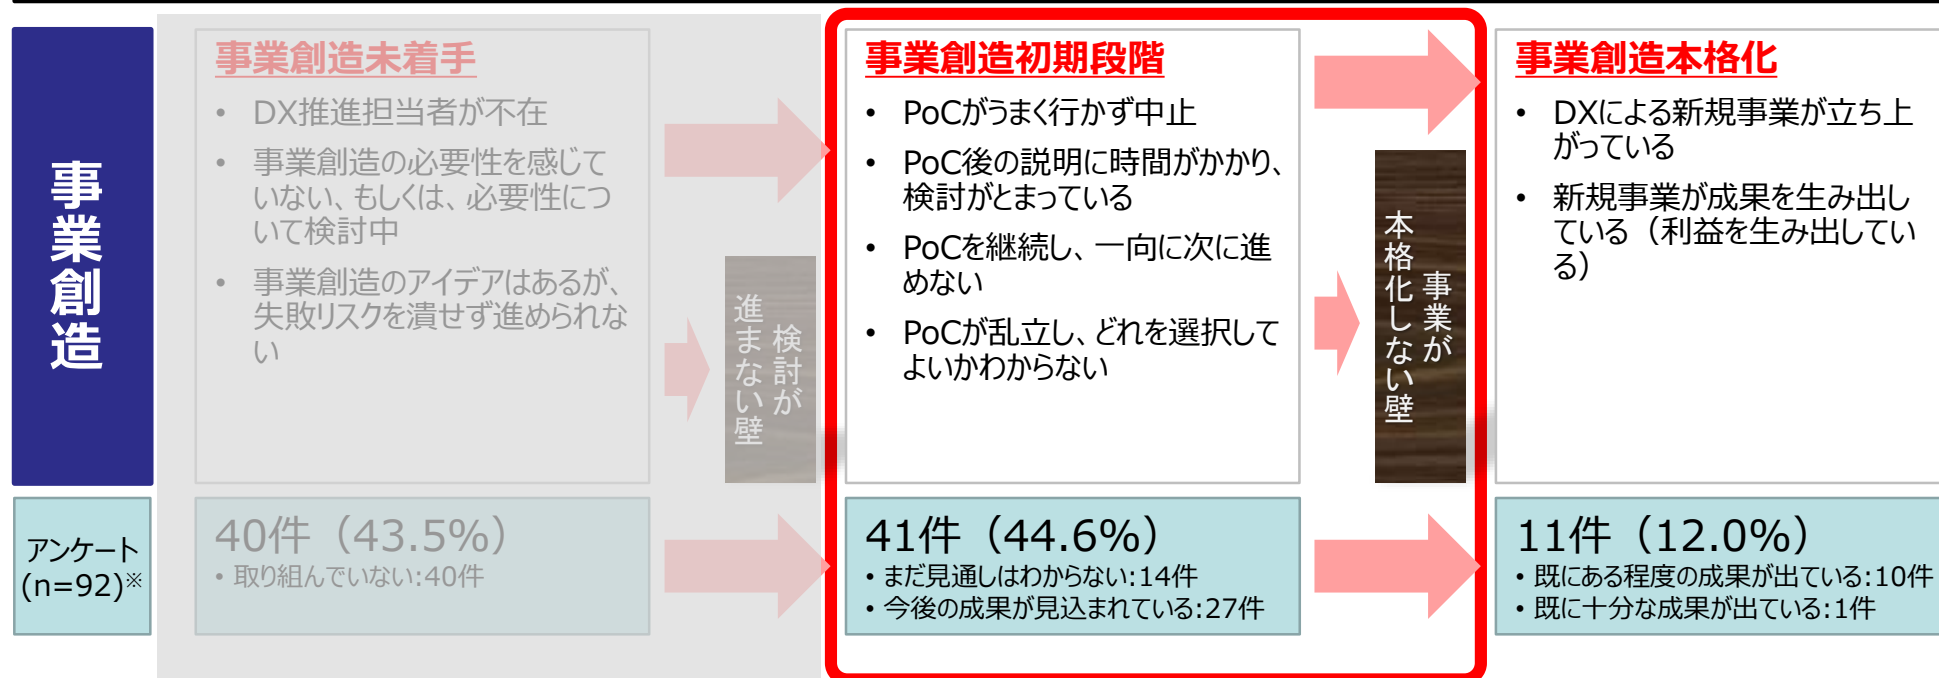 事業創造
事業創造未着手
• DX推進担当者が不在
• 事業創造の必要性を感じて
いない、もしくは、必要性につ
いて検討中
• 事業創造のアイデアはあるが、
失敗リスクを潰せず進められな
い
検討が
進まない壁
事業創造初期段階
• PoCがうまく行かず中止
• PoC後の説明に時間がかかり、
検討がとまっている
• PoCを継続し、一向に次に進
めない
• PoCが乱立し、どれを選択して
よいかわからない
事業が
本格化しない壁
事業創造本格化
• DXによる新規事業が立ち上
がっている
• 新規事業が成果を生み出し
ている（利益を生み出してい
る）
アンケート
(n=92)※
40件（43.5%）
• 取り組んでいない:40件
41件（44.6%）
• まだ見通しはわからない:14件
• 今後の成果が見込まれている:27件
11件（12.0%）
• 既にある程度の成果が出ている:10件
• 既に十分な成果が出ている:1件